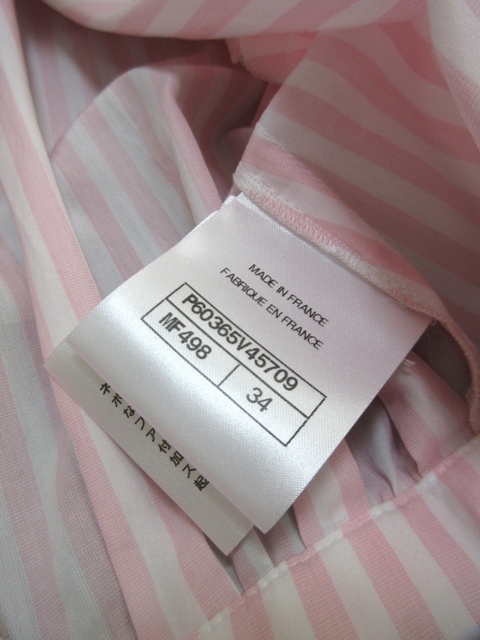 MADE IN FRANCE
FABRIQUE EN FRANCE
P60365V45709
MF498
34